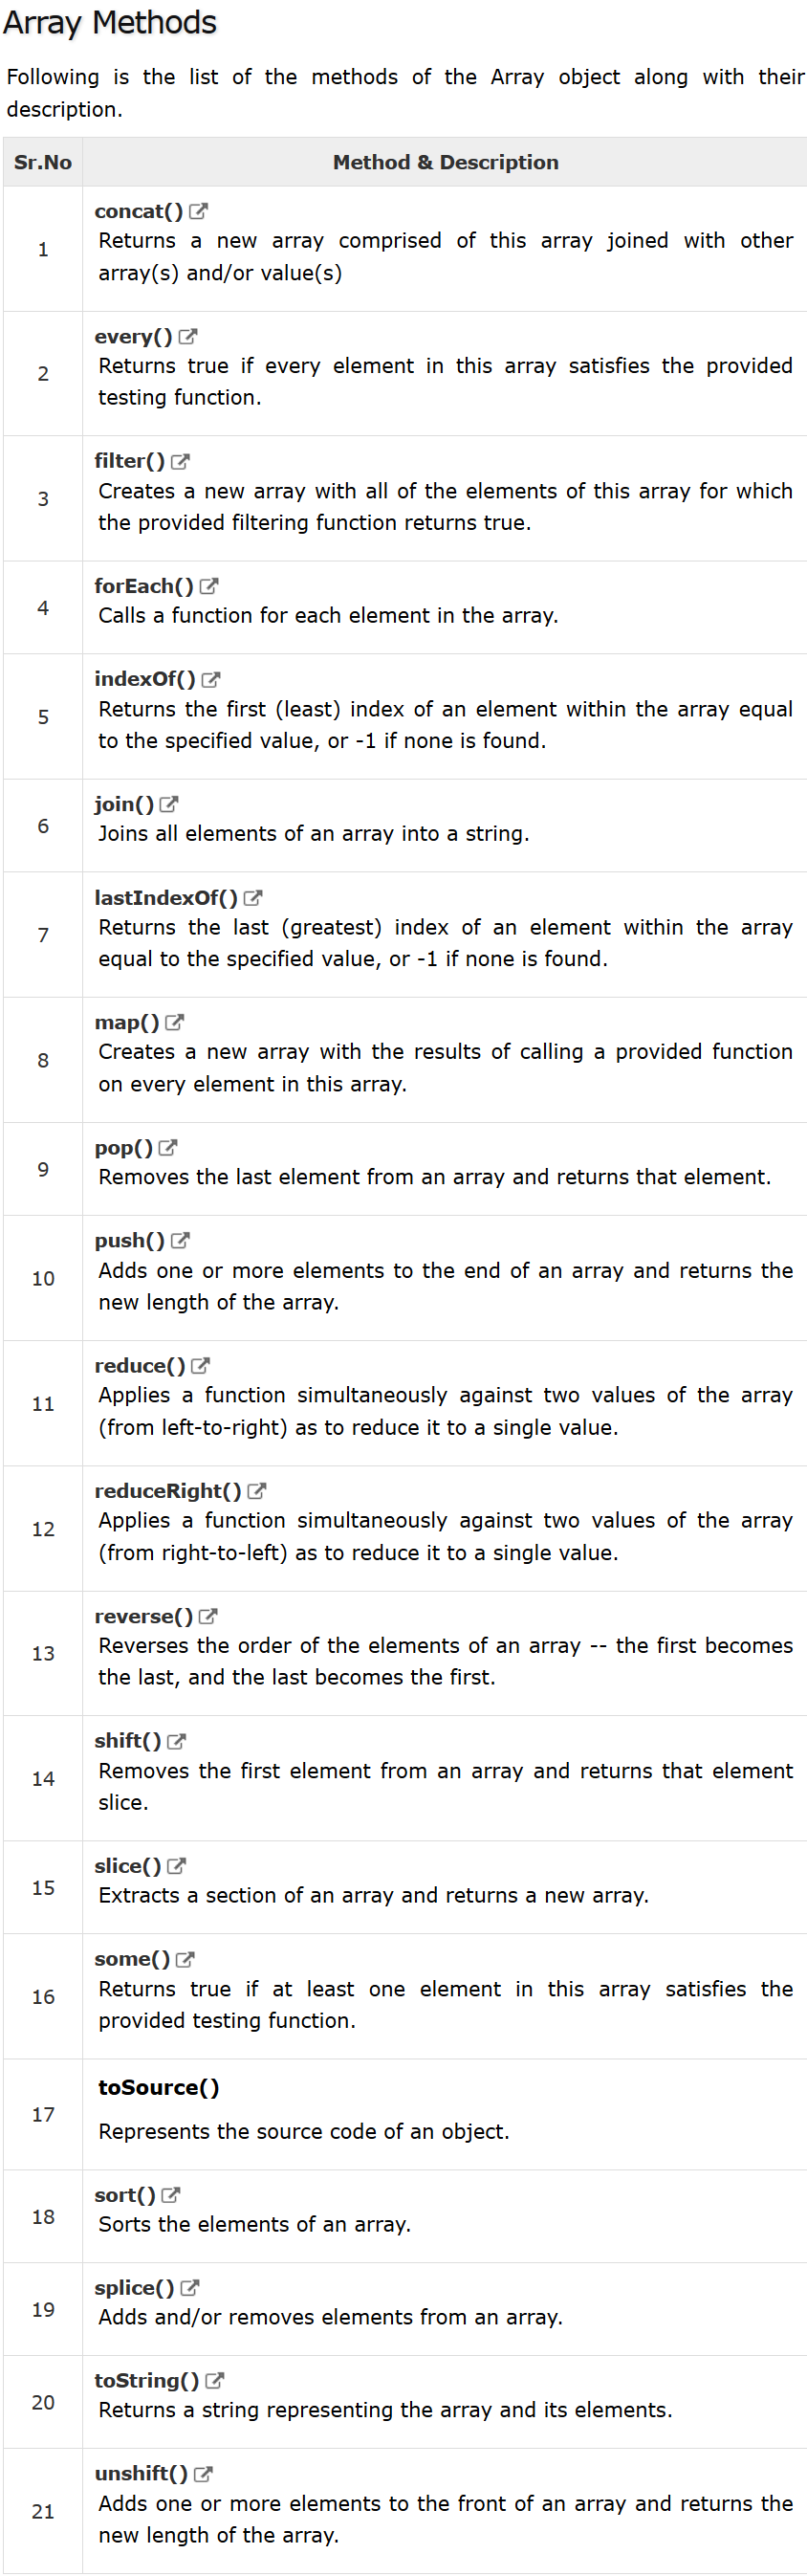 Array Methods
Following is the list of the methods of the Array object along with their
description.
Sr.No Method & Description
1
concat()
Returns a new array comprised of this array joined with other
array(s) and/or value(s)
2
every()
Returns true if every element in this array satisfies the provided
testing function.
3
filter()
Creates a new array with all of the elements of this array for which
the provided filtering function returns true.
4
forEach()
Calls a function for each element in the array.
5
indexOf()
Returns the first (least) index of an element within the array equal
to the specified value, or -1 if none is found.
6
join()
Joins all elements of an array into a string.
7
lastIndexOf()
Returns the last (greatest) index of an element within the array
equal to the specified value, or -1 if none is found.
8
map()
Creates a new array with the results of calling a provided function
on every element in this array.
9
pop()
Removes the last element from an array and returns that element.
10
push()
Adds one or more elements to the end of an array and returns the
new length of the array.
11
reduce()
Applies a function simultaneously against two values of the array
(from left-to-right) as to reduce it to a single value.
12
reduceRight()
Applies a function simultaneously against two values of the array
(from right-to-left) as to reduce it to a single value.
13
reverse()
Reverses the order of the elements of an array -- the first becomes
the last, and the last becomes the first.
14
shift()
Removes the first element from an array and returns that element
slice.
15
slice()
Extracts a section of an array and returns a new array.
16
some()
Returns true if at least one element in this array satisfies the
provided testing function.
17
toSource()
Represents the source code of an object.
18
sort()
Sorts the elements of an array.
19
splice()
Adds and/or removes elements from an array.
20
toString()
Returns a string representing the array and its elements.
21
unshift()
Adds one or more elements to the front of an array and returns the
new length of the array.